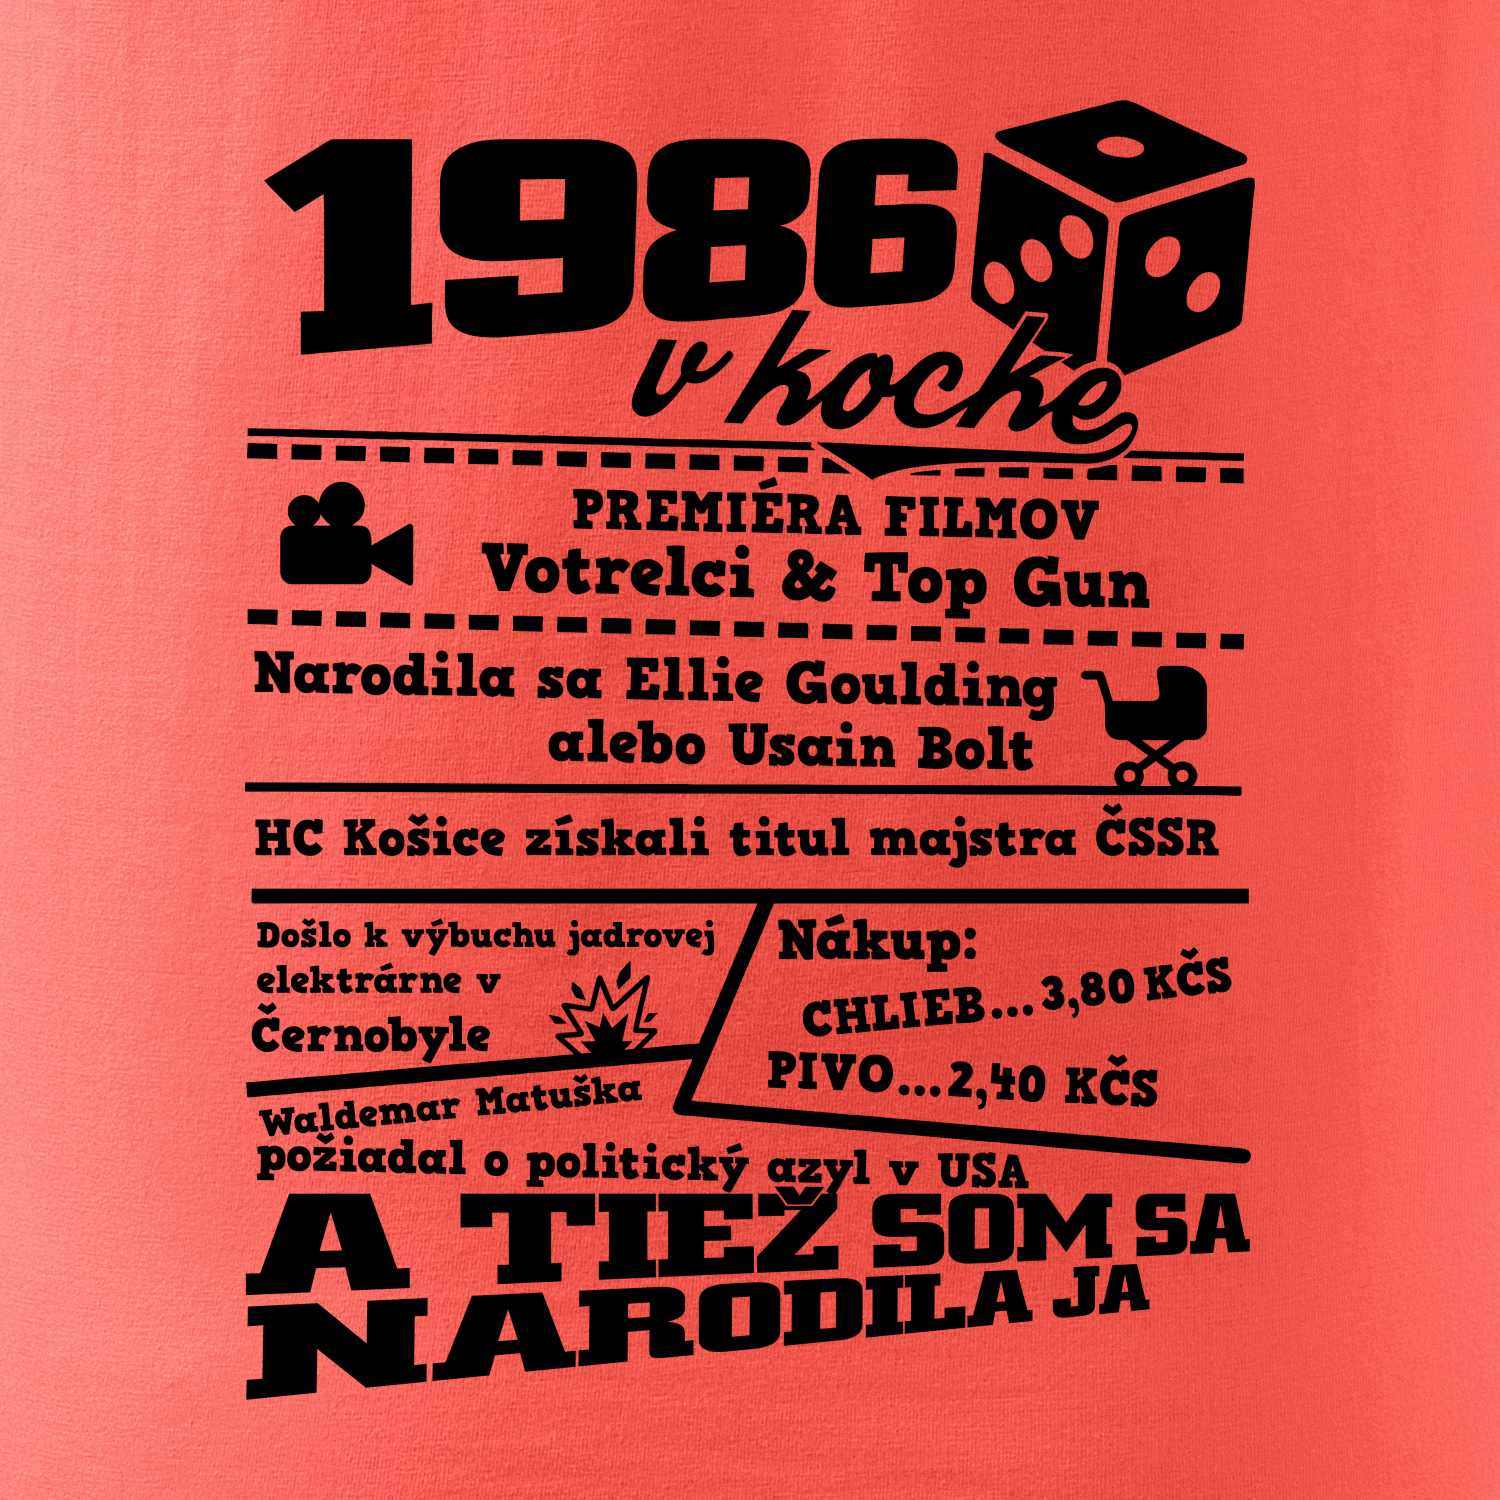 1986
v kocke
PREMIÉRA FILMOV
Votrelci & Top Gun
Narodila sa Ellie Goulding
alebo Usain Bolt
HC Košice získali titul majstra ČSSR
Došlo k výbuchu jadrovej
elektrárne v
Černobyle
Nákup:
CHLIEB...3,80 KČS
PIVO...2,40 KČS
Waldemar Matuška
požiadal o politický azyl v USA
A TIEŽ SOM SA
NARODILA JA